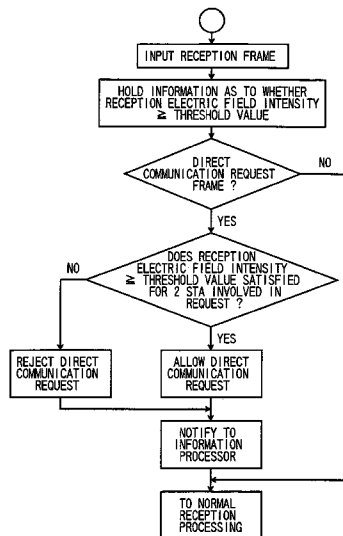 INPUT RECEPTION FRAME
HOLD INFORMATION AS TO WHETHER
RECEPTION ELECTRIC FIELD INTENSITY
≧ THRESHOLD VALUE
DIRECT
COMMUNICATION REQUEST
FRAME ?
NO
YES
DOES RECEPTION
ELECTRIC FIELD INTENSITY
≧ THRESHOLD VALUE SATISFIED
FOR 2 STA INVOLVED IN
REQUEST ?
NO
YES
REJECT DIRECT
COMMUNICATION
REQUEST
ALLOW DIRECT
COMMUNICATION
REQUEST
NOTIFY TO
INFORMATION
PROCESSOR
TO NORMAL
RECEPTION
PROCESSING